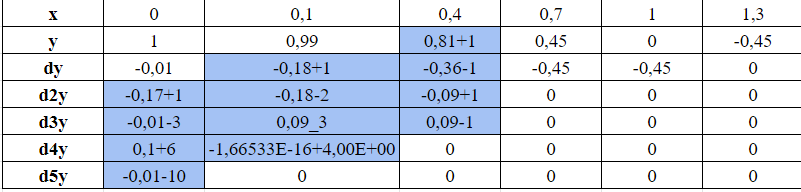 x 0 0,1 0,4 0,7 1 1,3
y 1 0,99 0,81+1 0,45 0 -0,45
dy -0,01 -0,18+1 -0,36-1 -0,45 -0,45 0
d2y -0,17+1 -0,18-2 -0,09+1 0 0 0
d3y -0,01-3 0,09_3 0,09-1 0 0 0
d4y 0,1+6 -1,66533E-16+4,00E+00 0 0 0 0
d5y -0,01-10 0 0 0 0 0